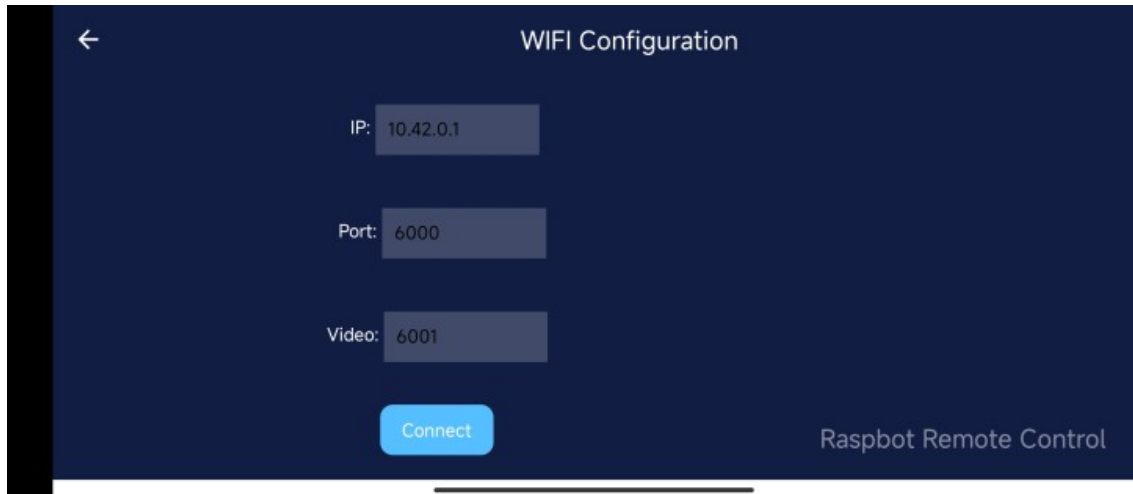 WIFI Configuration
IP: 10.42.0.1
Port: 6000
Video: 6001
Connect
Raspbot Remote Control